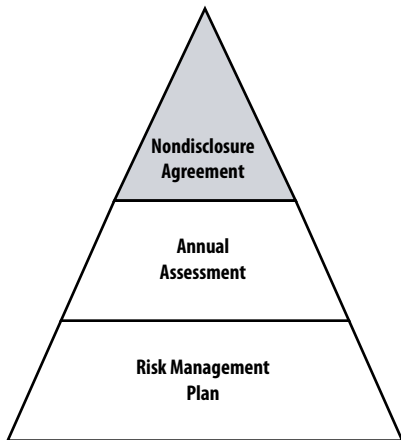 Nondisclosure
Agreement
Annual
Assessment
Risk Management
Plan